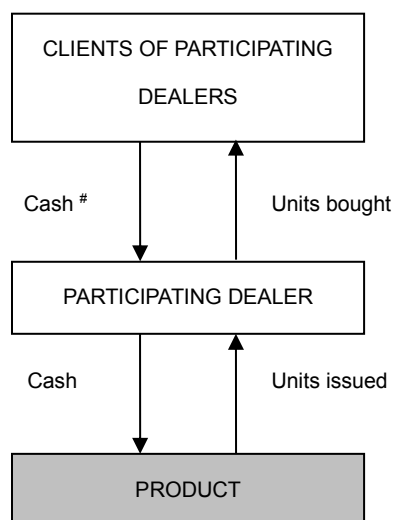 CLIENTS OF PARTICIPATING
DEALERS
Cash #
Units bought
PARTICIPATING DEALER
Cash
Units issued
PRODUCT